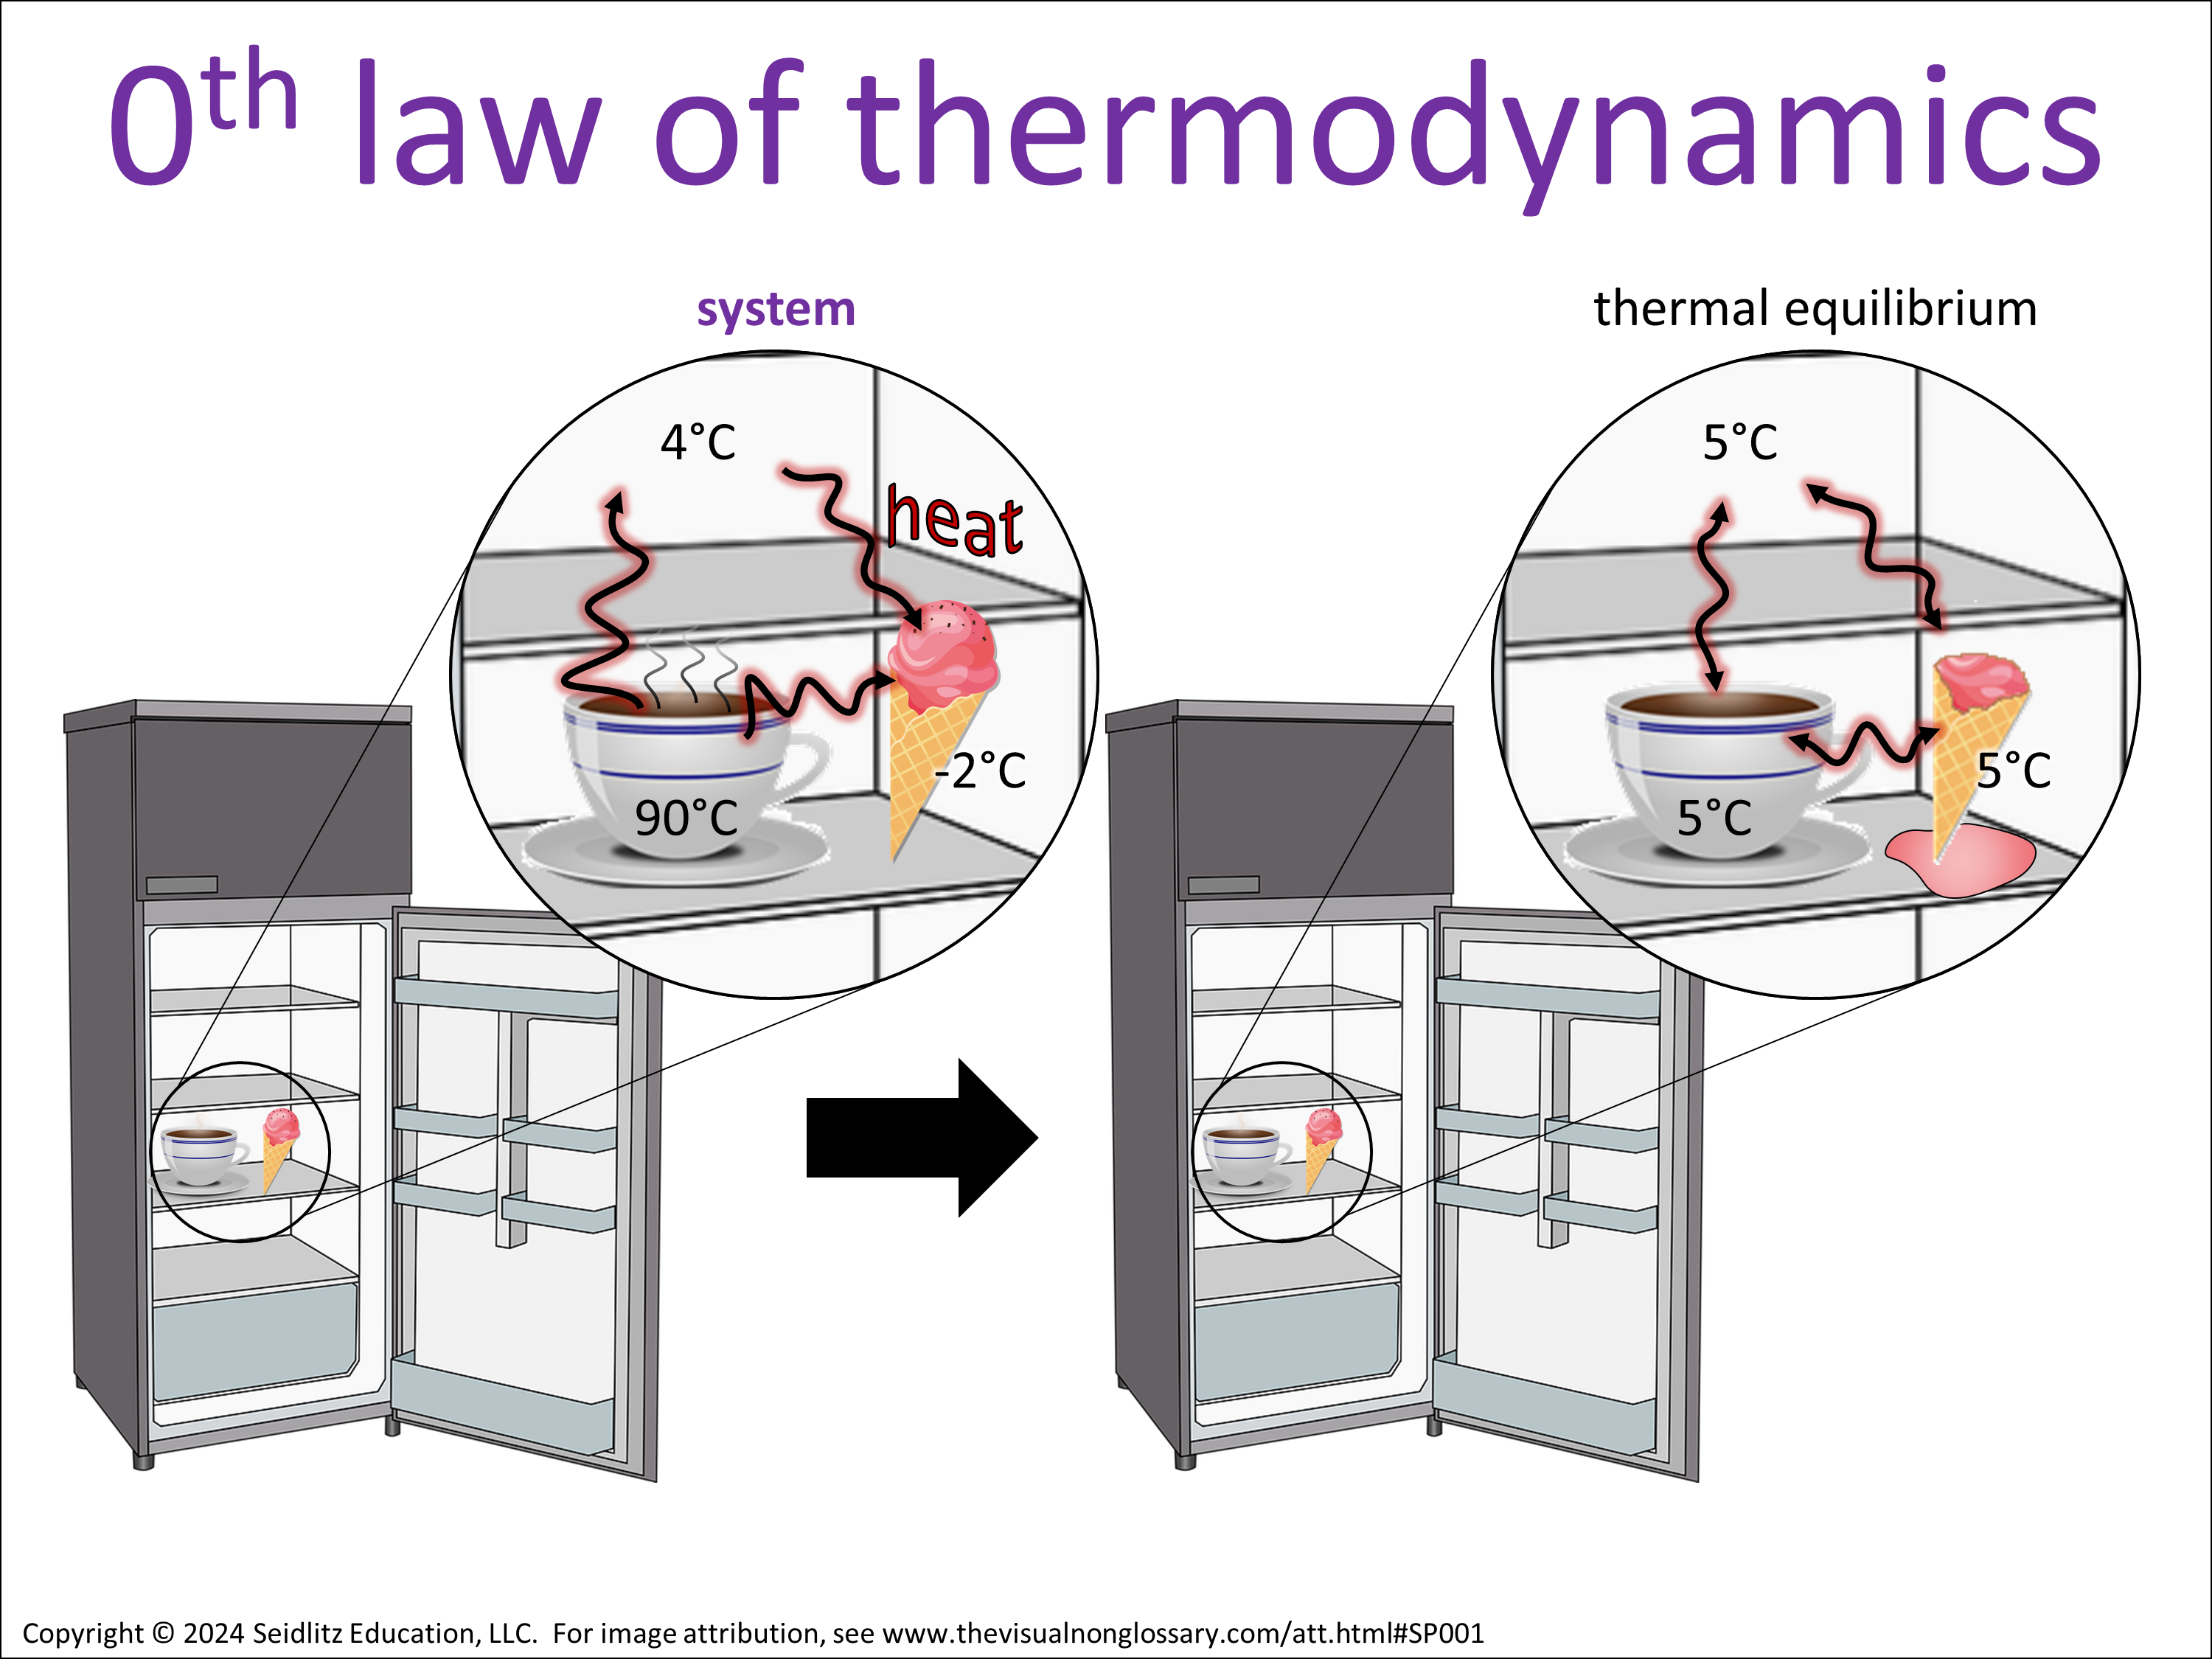 0th law of thermodynamics
system
4°C
heat
-2°C
90°C
thermal equilibrium
5°C
5°C
5°C
Copyright © 2024 Seidlitz Education, LLC. For image attribution, see www.thevisualnonglossary.com/att.html#SP001